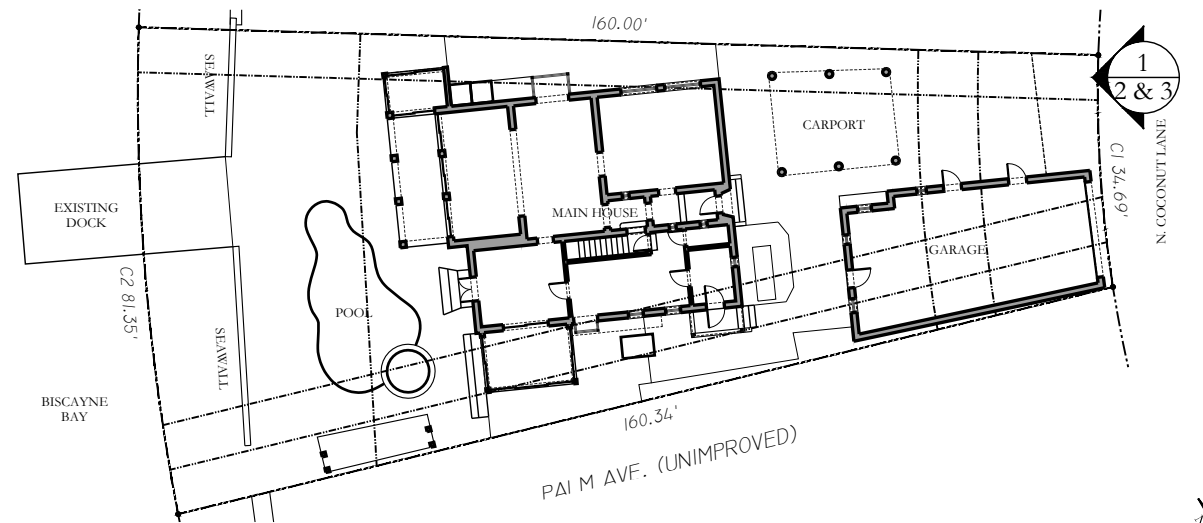 160.00'
SEAWALL
1
2 & 3
CARPORT
N. COCONUT LANE
C1 34.69'
EXISTING
DOCK
MAIN HOUSE
GARAGE
C2 81.35'
POOL
SEAWALL
BISCAYNE
BAY
160.34'
PALM AVE. (UNIMPROVED)